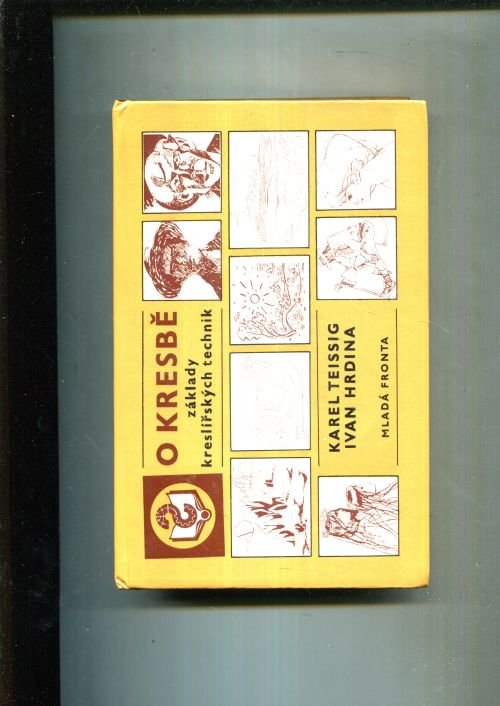 O KRESBĚ
základy
kreslířských technik
KAREL TEISSIG
IVAN HRDINA
MLADÁ FRONTA